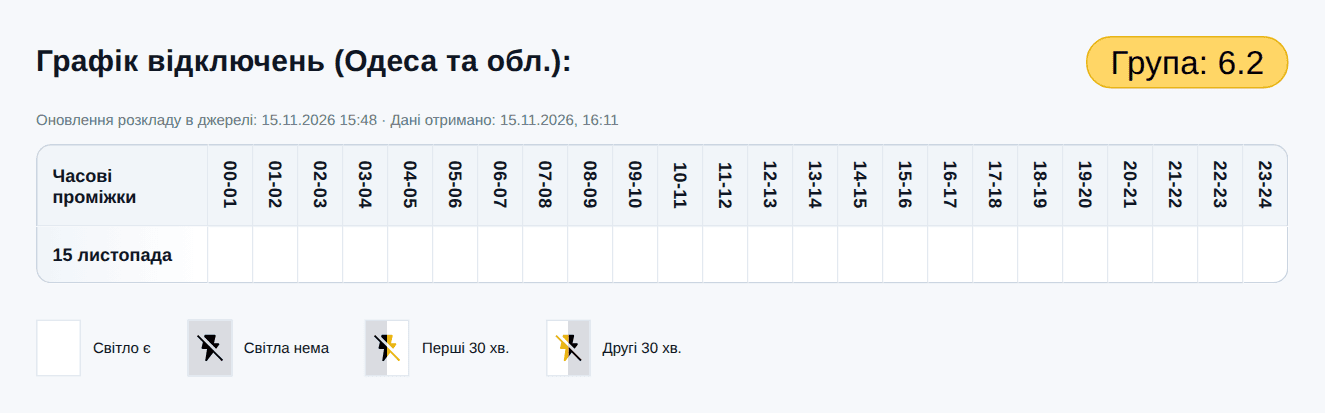 Графік відключень (Одеса та обл.):
Група: 6.2
Оновлення розкладу в джерелі: 15.11.2026 15:48 · Дані отримано: 15.11.2026, 16:11
Часові
проміжки
00-01
01-02
02-03
03-04
04-05
05-06
06-07
07-08
08-09
09-10
10-11
11-12
12-13
13-14
14-15
15-16
16-17
17-18
18-19
19-20
20-21
21-22
22-23
23-24
15 листопада
Світло є
Світла нема
Перші 30 хв.
Другі 30 хв.